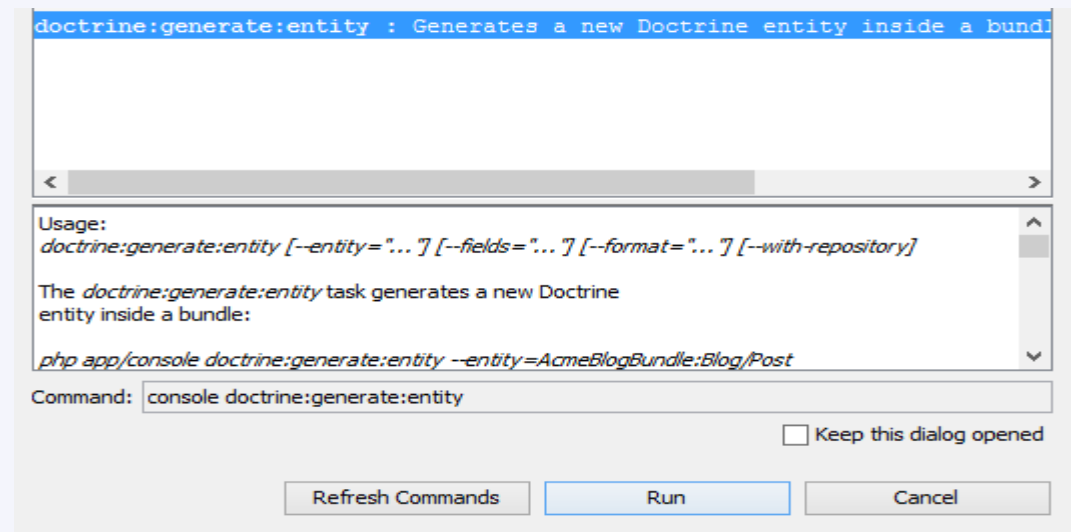 doctrine:generate:entity : Generates a new Doctrine entity inside a bundl
Usage:
doctrine:generate:entity [--entity="..."] [--fields="..."] [--format="..."] [--with-repository]
The doctrine:generate:entity task generates a new Doctrine
entity inside a bundle:
php app/console doctrine:generate:entity --entity=AcmeBlogBundle:Blog/Post
Command: console doctrine:generate:entity
Keep this dialog opened
Refresh Commands Run Cancel